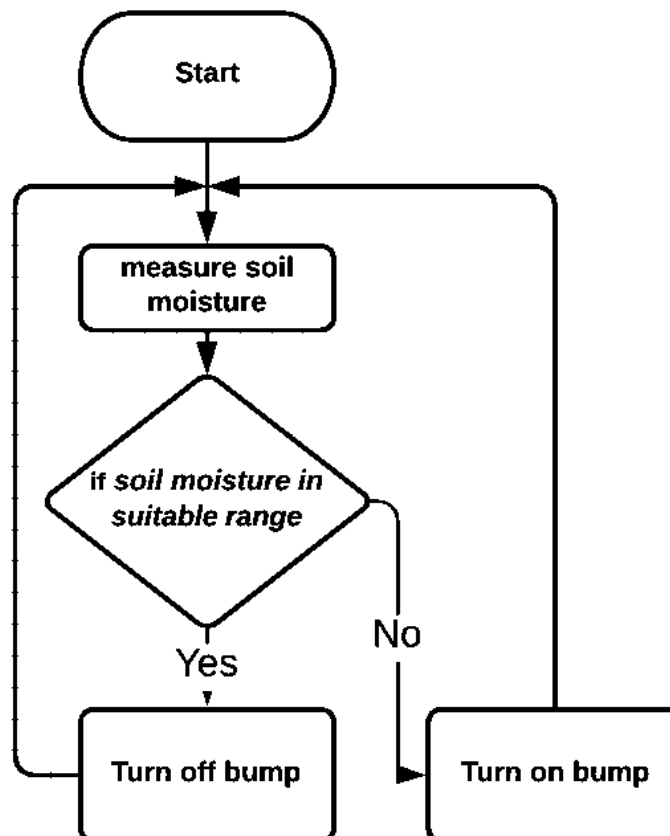 Start
measure soil
moisture
if soil moisture in
suitable range
No
Yes
Turn off bump
Turn on bump